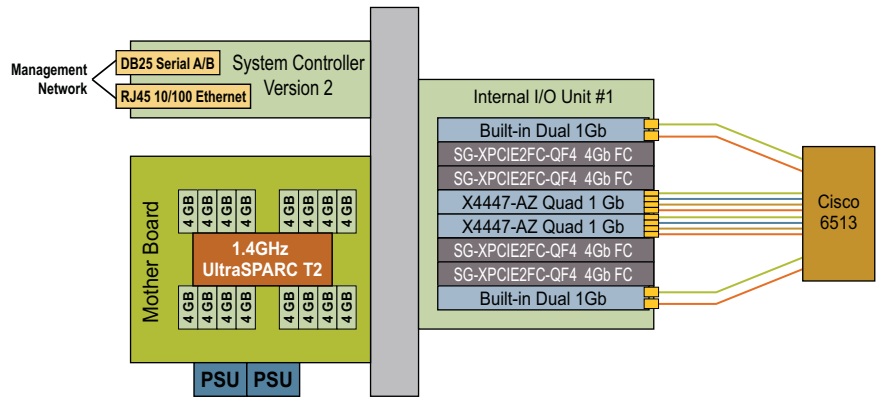 Management
Network
DB25 Serial A/B
RJ45 10/100 Ethernet
System Controller
Version 2
Mother Board
4 GB
4 GB
4 GB
4 GB
4 GB
4 GB
4 GB
4 GB
1.4GHz
UltraSPARC T2
4 GB
4 GB
4 GB
4 GB
4 GB
4 GB
4 GB
4 GB
PSU
PSU
Internal I/O Unit #1
Built-in Dual 1Gb
SG-XPCIE2FC-QF4 4Gb FC
SG-XPCIE2FC-QF4 4Gb FC
X4447-AZ Quad 1 Gb
X4447-AZ Quad 1 Gb
SG-XPCIE2FC-QF4 4Gb FC
SG-XPCIE2FC-QF4 4Gb FC
Built-in Dual 1Gb
Cisco
6513